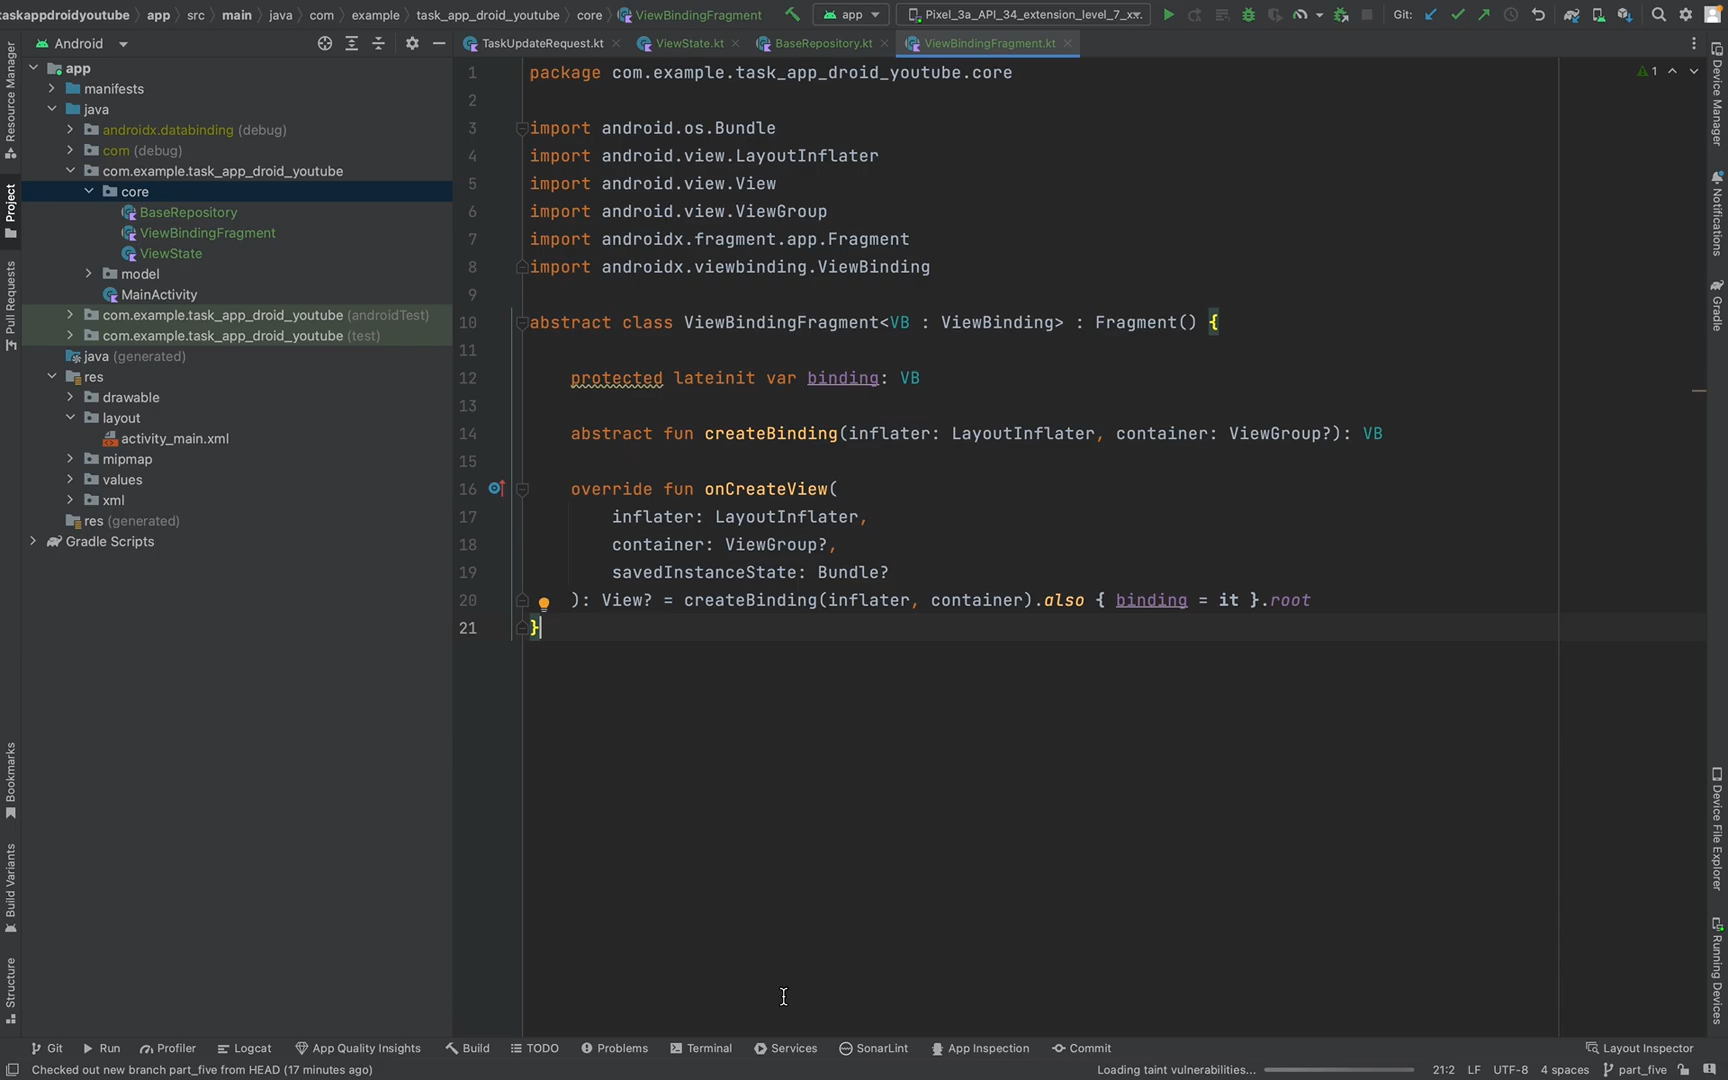 taskappdroidyoutube app src main java com example task_app_droid_youtube core ViewBindingFragment
app Pixel_3a_API_34_extension_level_7_x Git:
Android
TaskUpdateRequest.kt ViewState.kt BaseRepository.kt ViewBindingFragment.kt
app
manifests
java
androidx.databinding (debug)
com (debug)
com.example.task_app_droid_youtube
core
BaseRepository
ViewBindingFragment
ViewState
model
MainActivity
com.example.task_app_droid_youtube (androidTest)
com.example.task_app_droid_youtube (test)
java (generated)
res
drawable
layout
activity_main.xml
mipmap
values
xml
res (generated)
Gradle Scripts
1 package com.example.task_app_droid_youtube.core
2
3 import android.os.Bundle
4 import android.view.LayoutInflater
5 import android.view.View
6 import android.view.ViewGroup
7 import androidx.fragment.app.Fragment
8 import androidx.viewbinding.ViewBinding
9
10 abstract class ViewBindingFragment<VB : ViewBinding> : Fragment() {
11
12 protected lateinit var binding: VB
13
14 abstract fun createBinding(inflater: LayoutInflater, container: ViewGroup?): VB
15
16 override fun onCreateView(
17 inflater: LayoutInflater,
18 container: ViewGroup?,
19 savedInstanceState: Bundle?
20 ): View? = createBinding(inflater, container).also { binding = it }.root
21 }
1
Resource Manager
Project
Pull Requests
Bookmarks
Build Variants
Structure
Device Manager
Notifications
Gradle
Device File Explorer
Running Devices
Git Run Profiler Logcat App Quality Insights Build TODO Problems Terminal Services SonarLint App Inspection Commit Layout Inspector
Checked out new branch part_five from HEAD (17 minutes ago) Loading taint vulnerabilities... 21:2 LF UTF-8 4 spaces part_five